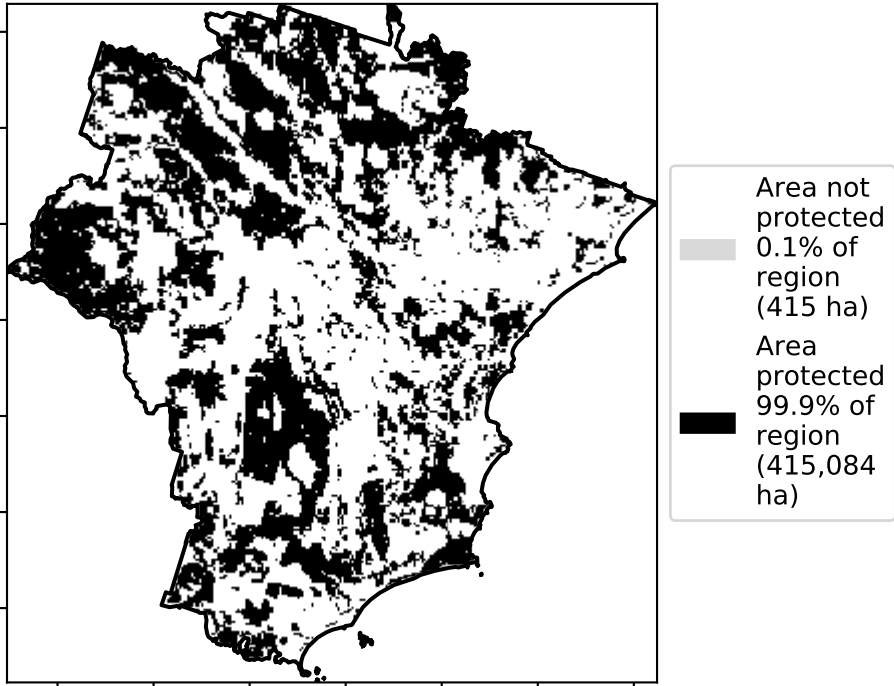 Area not
protected
0.1% of
region
(415 ha)
Area
protected
99.9% of
region
(415,084
ha)